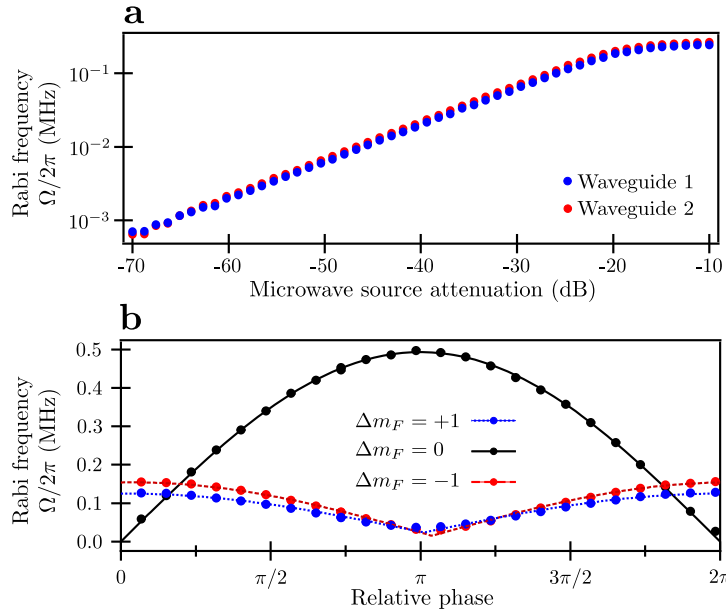 a
Rabi frequency
Ω/2π (MHz)
10⁻¹
10⁻²
10⁻³
Waveguide 1
Waveguide 2
-70 -60 -50 -40 -30 -20 -10
Microwave source attenuation (dB)
b
Rabi frequency
Ω/2π (MHz)
0.5
0.4
0.3
0.2
0.1
0.0
Δm_F = +1
Δm_F = 0
Δm_F = −1
0 π/2 π 3π/2 2π
Relative phase